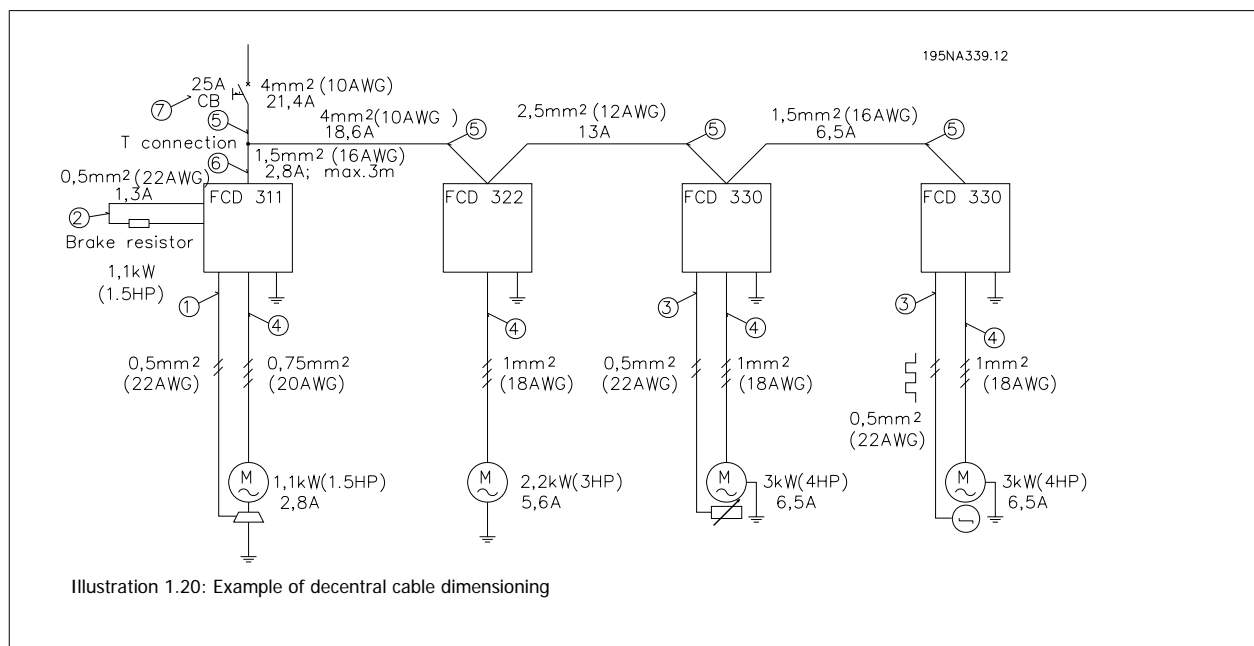 195NA339.12
25A
CB
4mm² (10AWG)
21,4A
7
5
T connection
4mm² (10AWG )
18,6A
5
2,5mm² (12AWG)
13A
5
1,5mm² (16AWG)
6,5A
5
6
1,5mm² (16AWG)
2,8A; max.3m
0,5mm² (22AWG)
1,3A
2
Brake resistor
FCD 311
FCD 322
FCD 330
FCD 330
1,1kW
(1.5HP)
1
4
4
3
4
3
4
0,5mm²
(22AWG)
0,75mm²
(20AWG)
1mm²
(18AWG)
0,5mm²
(22AWG)
1mm²
(18AWG)
1mm²
(18AWG)
0,5mm²
(22AWG)
M
1,1kW(1.5HP)
2,8A
M
2,2kW(3HP)
5,6A
M
3kW(4HP)
6,5A
M
3kW(4HP)
6,5A
Illustration 1.20: Example of decentral cable dimensioning